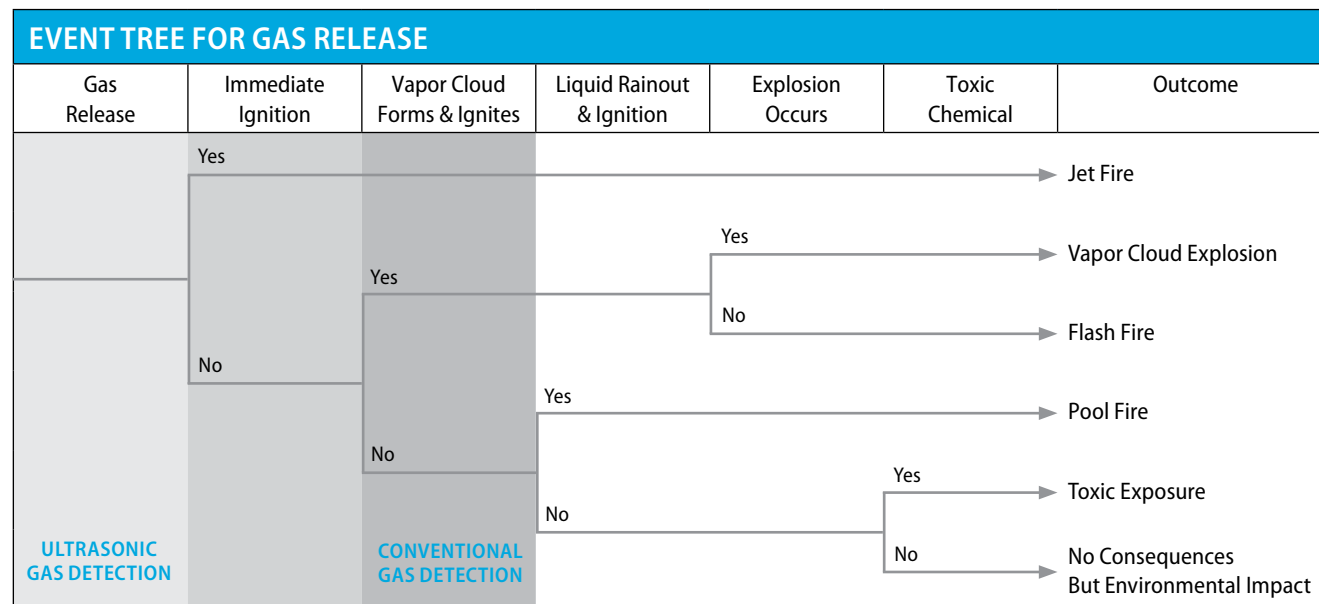 EVENT TREE FOR GAS RELEASE
Gas
Release
Immediate
Ignition
Vapor Cloud
Forms & Ignites
Liquid Rainout
& Ignition
Explosion
Occurs
Toxic
Chemical
Outcome
Yes
Jet Fire
Yes
Vapor Cloud Explosion
Yes
No
Flash Fire
No
Yes
Pool Fire
No
Yes
Toxic Exposure
No
No
No Consequences
But Environmental Impact
ULTRASONIC
GAS DETECTION
CONVENTIONAL
GAS DETECTION